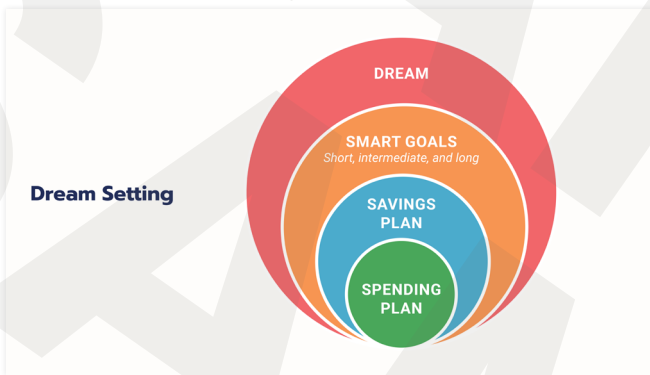 Dream Setting
DREAM
SMART GOALS
Short, intermediate, and long
SAVINGS
PLAN
SPENDING
PLAN